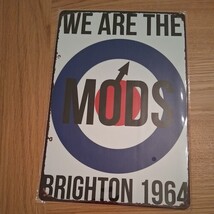 WE ARE THE
MODS
BRIGHTON 1964